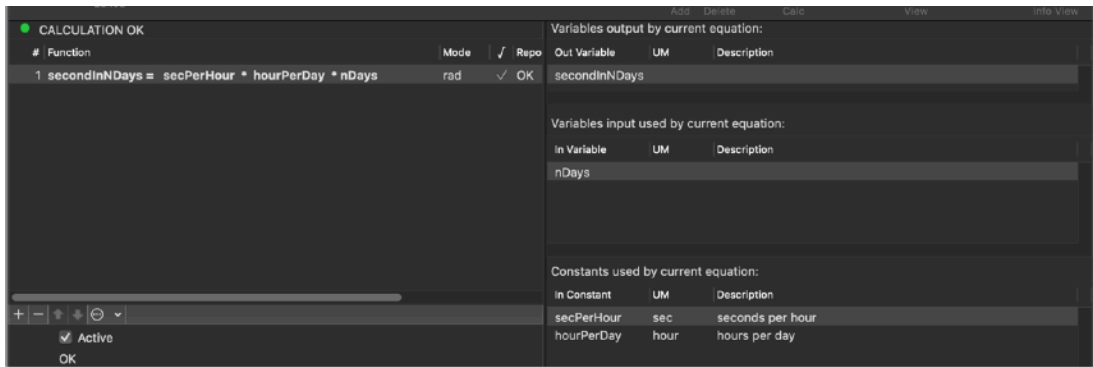 Add Delete Calc View Info View
CALCULATION OK
# Function Mode √ Repo
1 secondInNDays = secPerHour * hourPerDay * nDays rad ✓ OK
Active
OK
Variables output by current equation:
Out Variable UM Description
secondInNDays
Variables input used by current equation:
In Variable UM Description
nDays
Constants used by current equation:
In Constant UM Description
secPerHour sec seconds per hour
hourPerDay hour hours per day